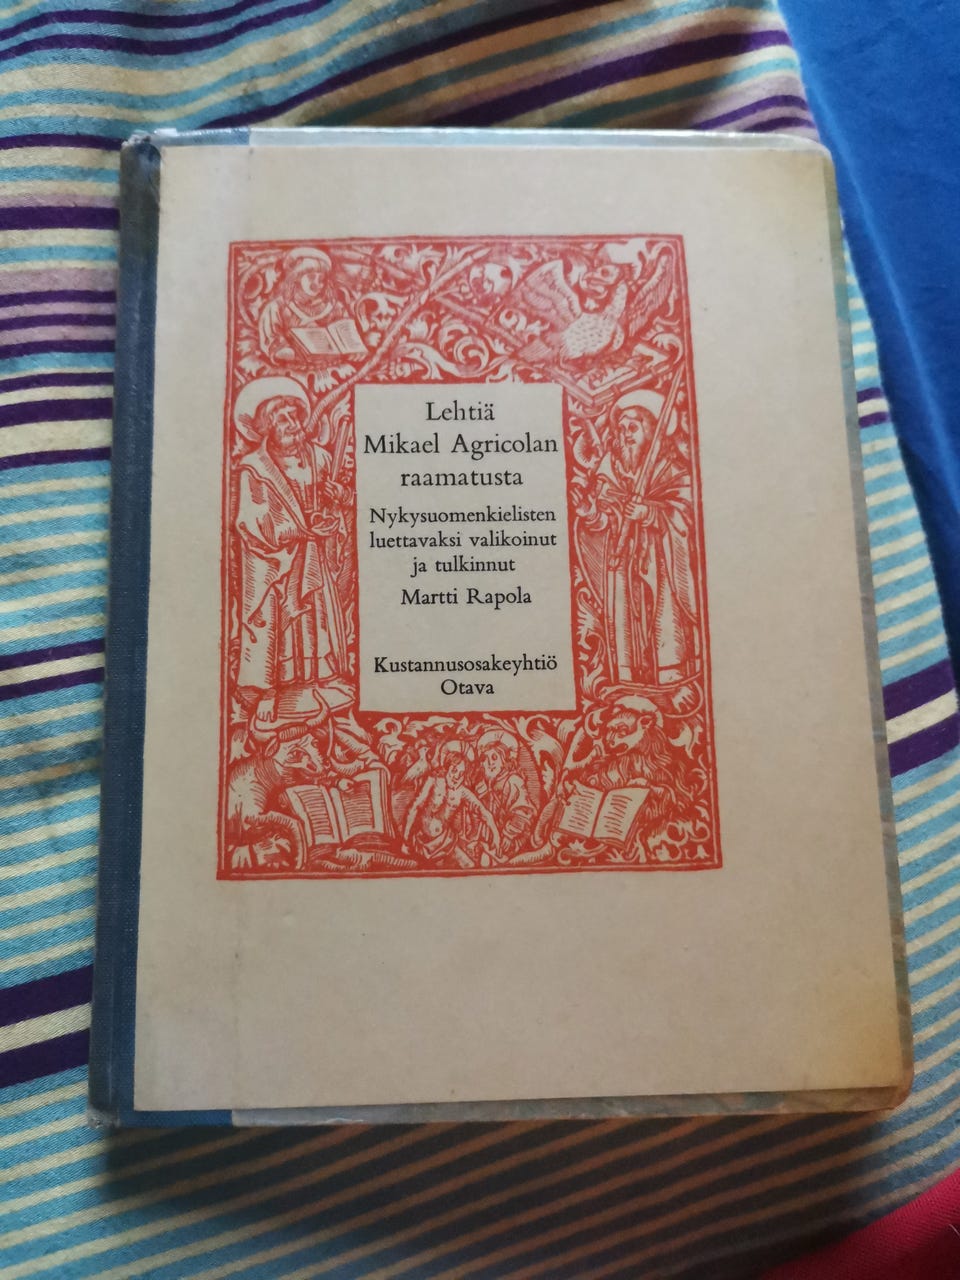 Lehtiä
Mikael Agricolan
raamatusta
Nykysuomenkielisten
luettavaksi valikoinut
ja tulkinnut
Martti Rapola
Kustannusosakeyhtiö
Otava